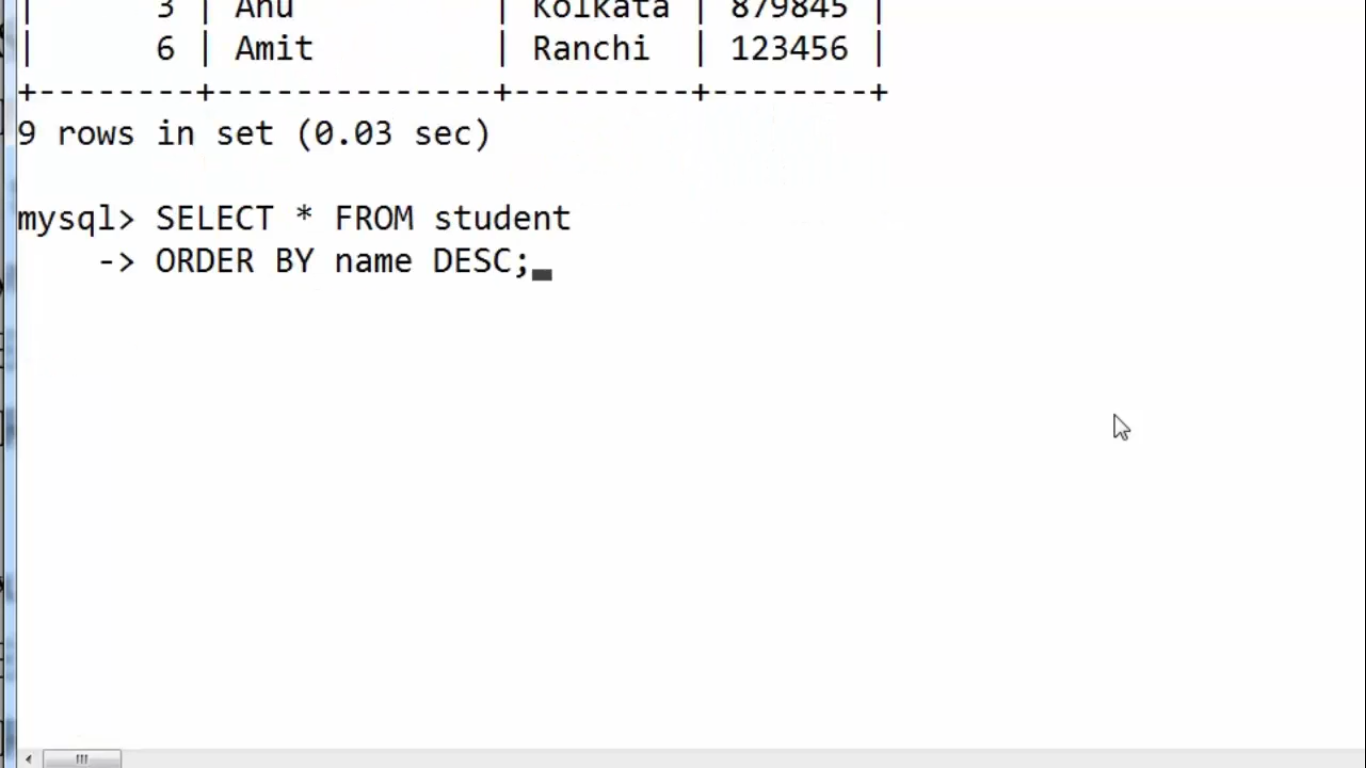 |      3 | Anu          | Kolkata | 879845 |
|      6 | Amit         | Ranchi  | 123456 |
+--------+--------------+---------+--------+
9 rows in set (0.03 sec)
mysql> SELECT * FROM student
    -> ORDER BY name DESC;